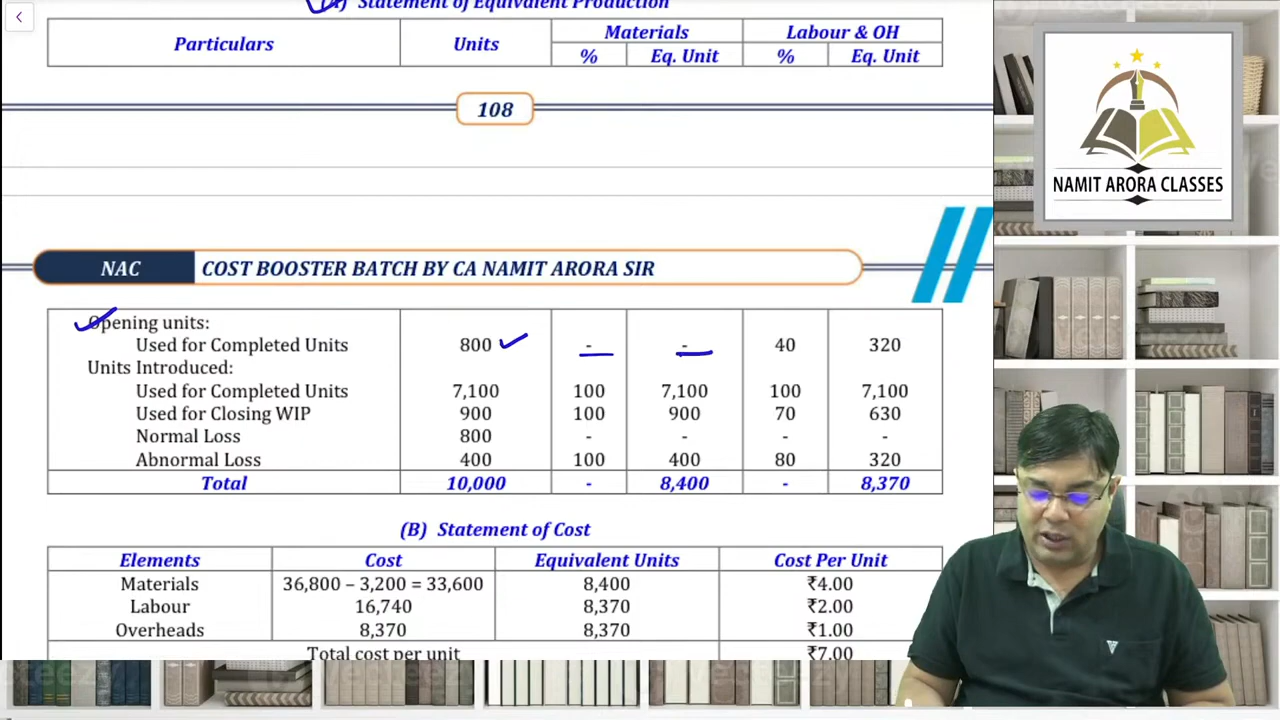 (A) Statement of Equivalent Production
Particulars Units Materials Labour & OH
% Eq. Unit % Eq. Unit
108
NAMIT ARORA CLASSES
NAC COST BOOSTER BATCH BY CA NAMIT ARORA SIR
Opening units:
Used for Completed Units 800 - - 40 320
Units Introduced:
Used for Completed Units 7,100 100 7,100 100 7,100
Used for Closing WIP 900 100 900 70 630
Normal Loss 800 - - - -
Abnormal Loss 400 100 400 80 320
Total 10,000 - 8,400 - 8,370
(B) Statement of Cost
Elements Cost Equivalent Units Cost Per Unit
Materials 36,800 – 3,200 = 33,600 8,400 ₹4.00
Labour 16,740 8,370 ₹2.00
Overheads 8,370 8,370 ₹1.00
Total cost per unit ₹7.00